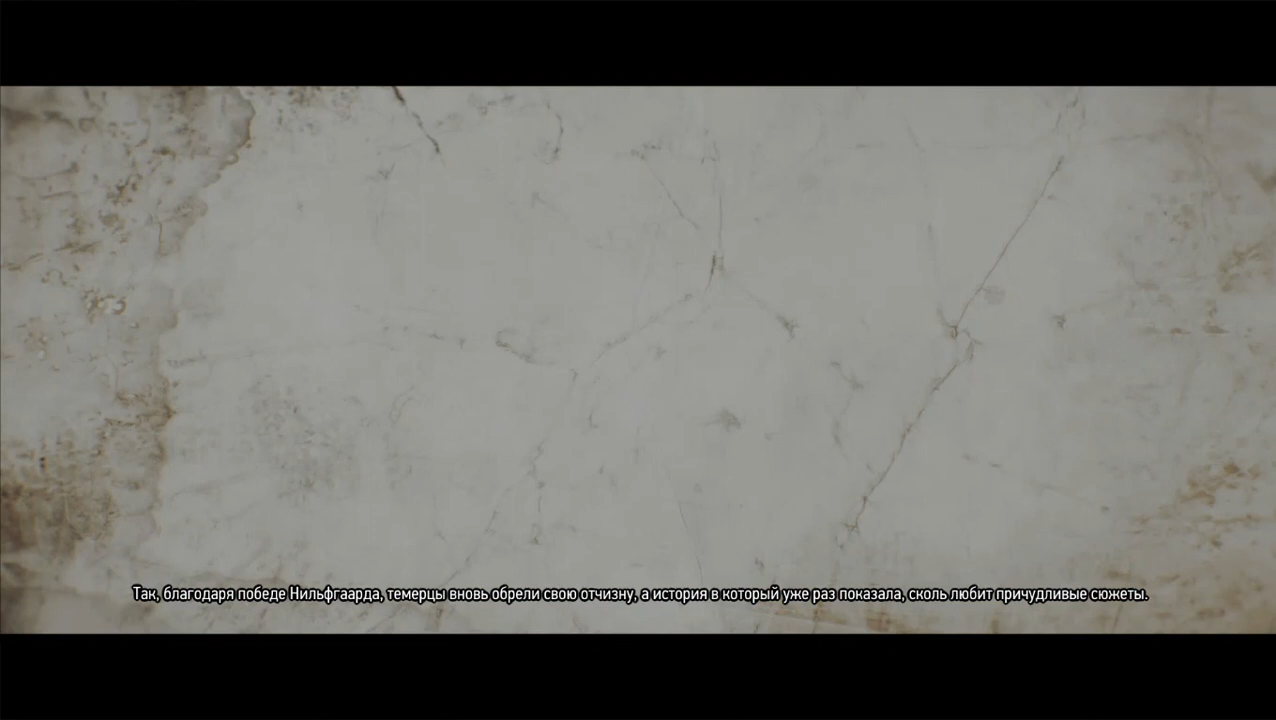 Так, благодаря победе Нильфгаарда, темерцы вновь обрели свою отчизну, а история в который уже раз показала, сколь любит причудливые сюжеты.